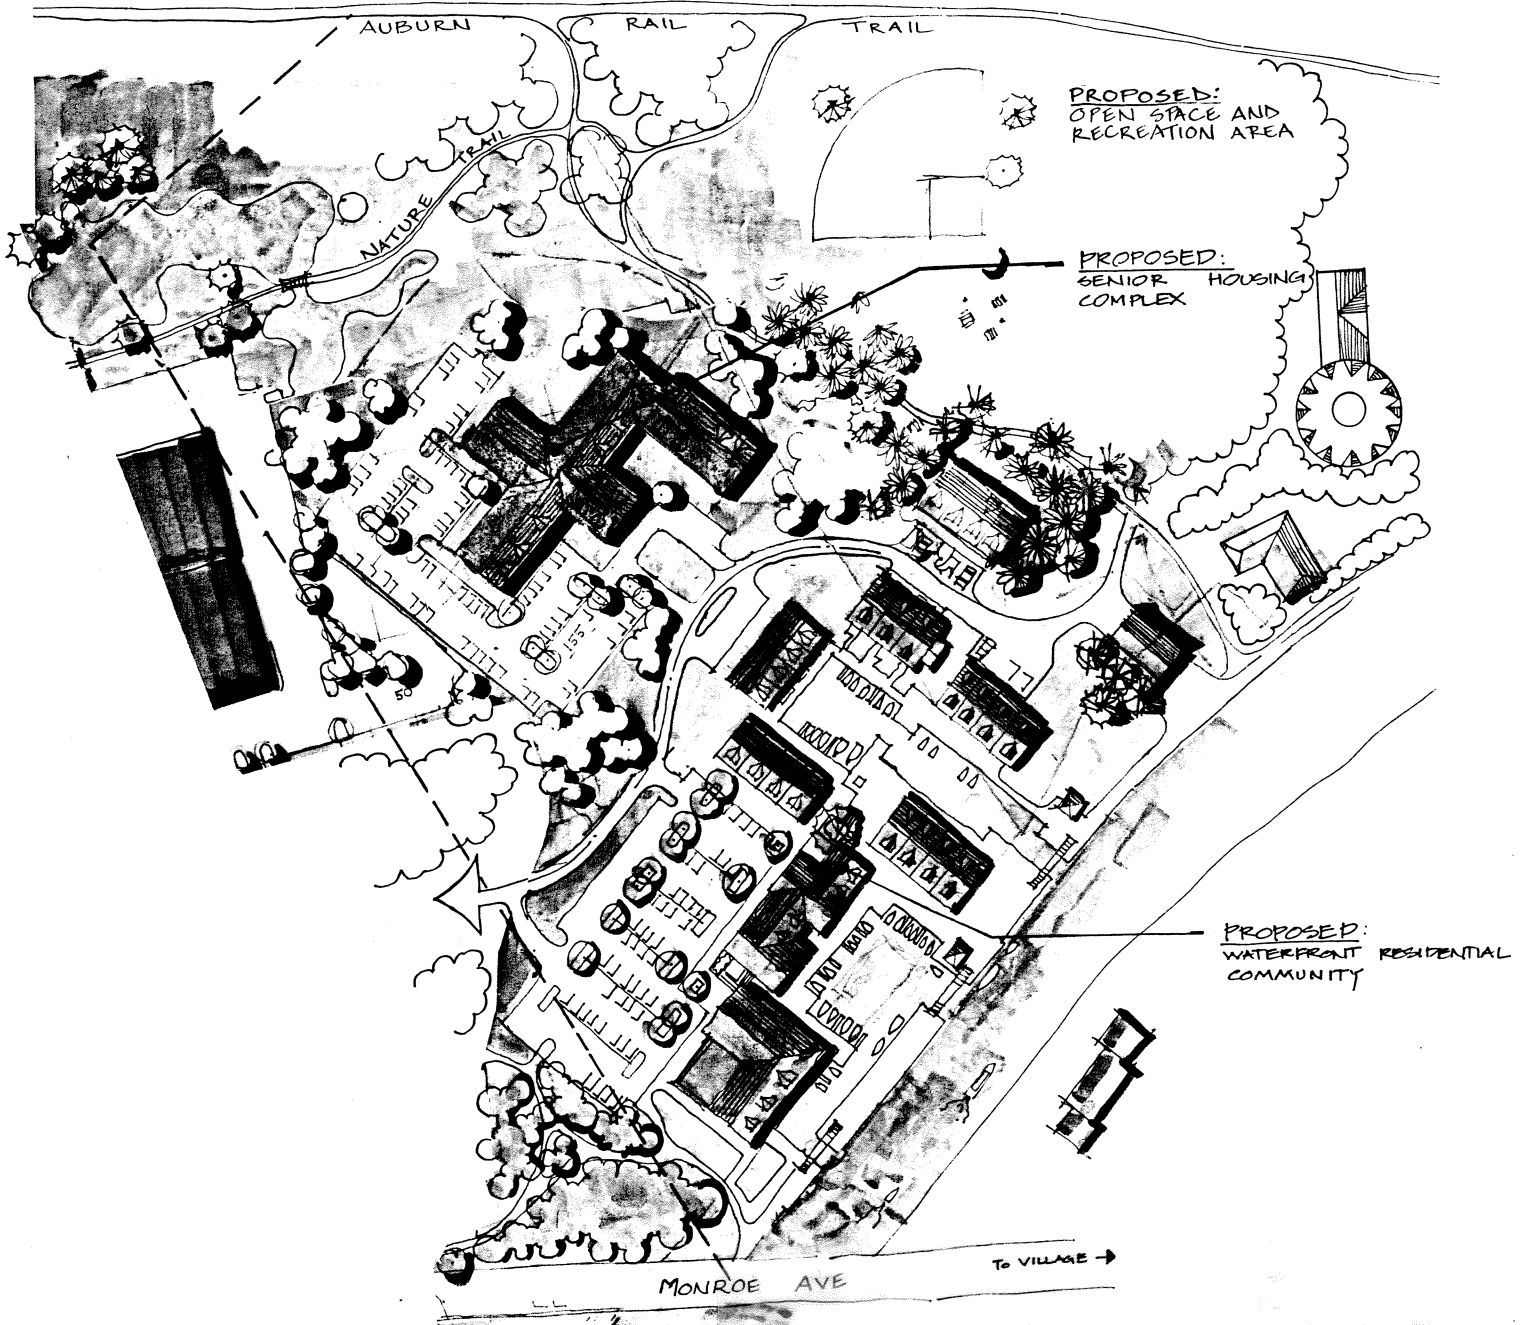 AUBURN RAIL TRAIL
PROPOSED:
OPEN SPACE AND
RECREATION AREA
NATURE TRAIL
PROPOSED:
SENIOR HOUSING
COMPLEX
155
50
PROPOSED:
WATERFRONT RESIDENTIAL
COMMUNITY
TO VILLAGE →
MONROE AVE